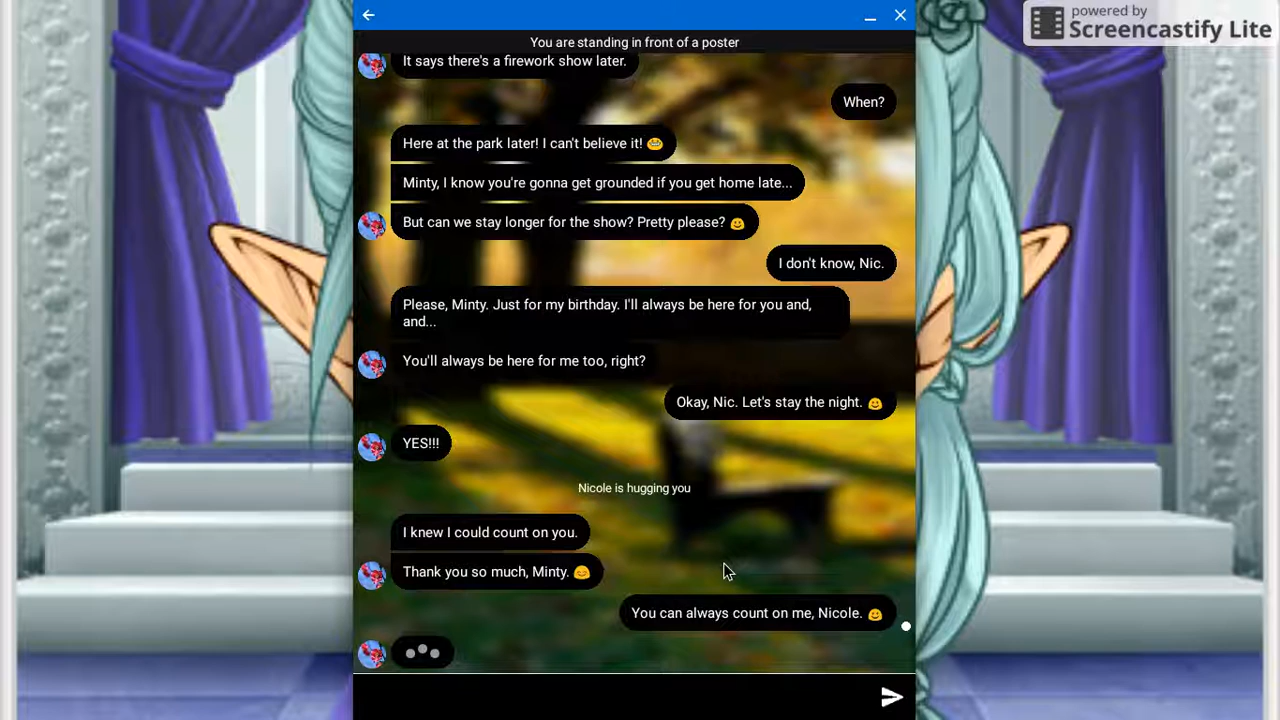 powered by
Screencastify Lite
You are standing in front of a poster
It says there's a firework show later.
When?
Here at the park later! I can't believe it! 😁
Minty, I know you're gonna get grounded if you get home late...
But can we stay longer for the show? Pretty please? 😃
I don't know, Nic.
Please, Minty. Just for my birthday. I'll always be here for you and,
and...
You'll always be here for me too, right?
Okay, Nic. Let's stay the night. 😃
YES!!!
Nicole is hugging you
I knew I could count on you.
Thank you so much, Minty. 😊
You can always count on me, Nicole. 😃